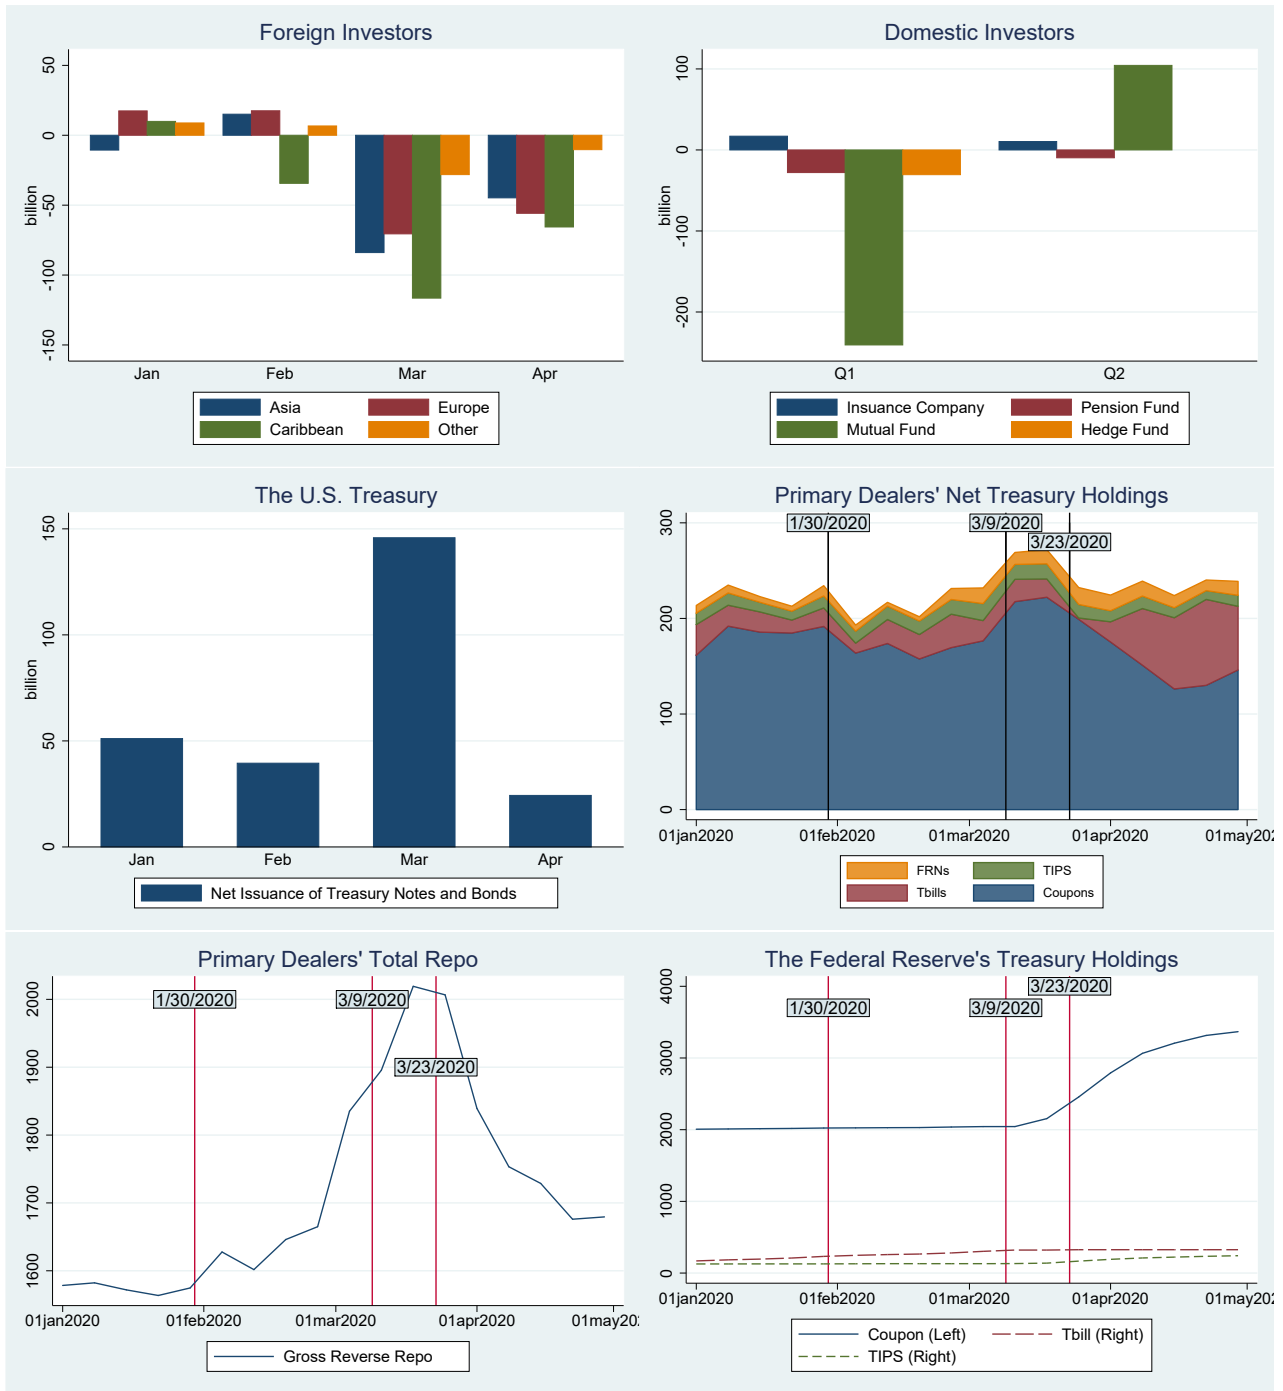 Foreign Investors
billion
50
0
-50
-100
-150
Jan Feb Mar Apr
Asia Europe
Caribbean Other
Domestic Investors
billion
100
0
-100
-200
Q1 Q2
Insuance Company Pension Fund
Mutual Fund Hedge Fund
The U.S. Treasury
billion
150
100
50
0
Jan Feb Mar Apr
Net Issuance of Treasury Notes and Bonds
Primary Dealers' Net Treasury Holdings
1/30/2020 3/9/2020
3/23/2020
300
200
100
0
01jan2020 01feb2020 01mar2020 01apr2020 01may202
FRNs TIPS
Tbills Coupons
Primary Dealers' Total Repo
1/30/2020 3/9/2020
3/23/2020
2000
1900
1800
1700
1600
01jan2020 01feb2020 01mar2020 01apr2020 01may202
Gross Reverse Repo
The Federal Reserve's Treasury Holdings
3/23/2020
1/30/2020 3/9/2020
4000
3000
2000
1000
0
01jan2020 01feb2020 01mar2020 01apr2020 01may202
Coupon (Left) Tbill (Right)
TIPS (Right)